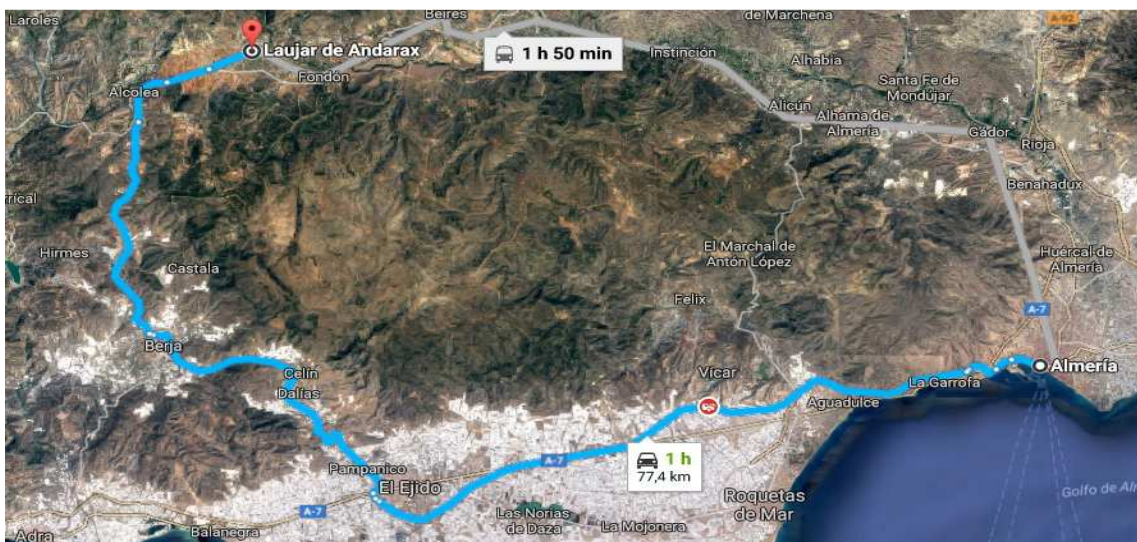 Laroles
Beires
de Marchena
A-92
Laujar de Andarax
1 h 50 min
Instinción
Alhabia
Fondón
Santa Fe de
Mondújar
Alcolea
Alicún
Alhama de
Almería
Gádor
Rioja
Benahadux
rrical
Hirmes
Castala
El Marchal de
Antón López
Huércal de
Almería
Felix
A-7
Berja
Celín
Dalías
Vícar
La Garrofa
Almería
Aguadulce
1 h
77,4 km
Pampanico
A-7
El Ejido
A-7
Las Norias
de Daza
La Mojonera
Roquetas
de Mar
Golfo de Al
Balanegra
Adra